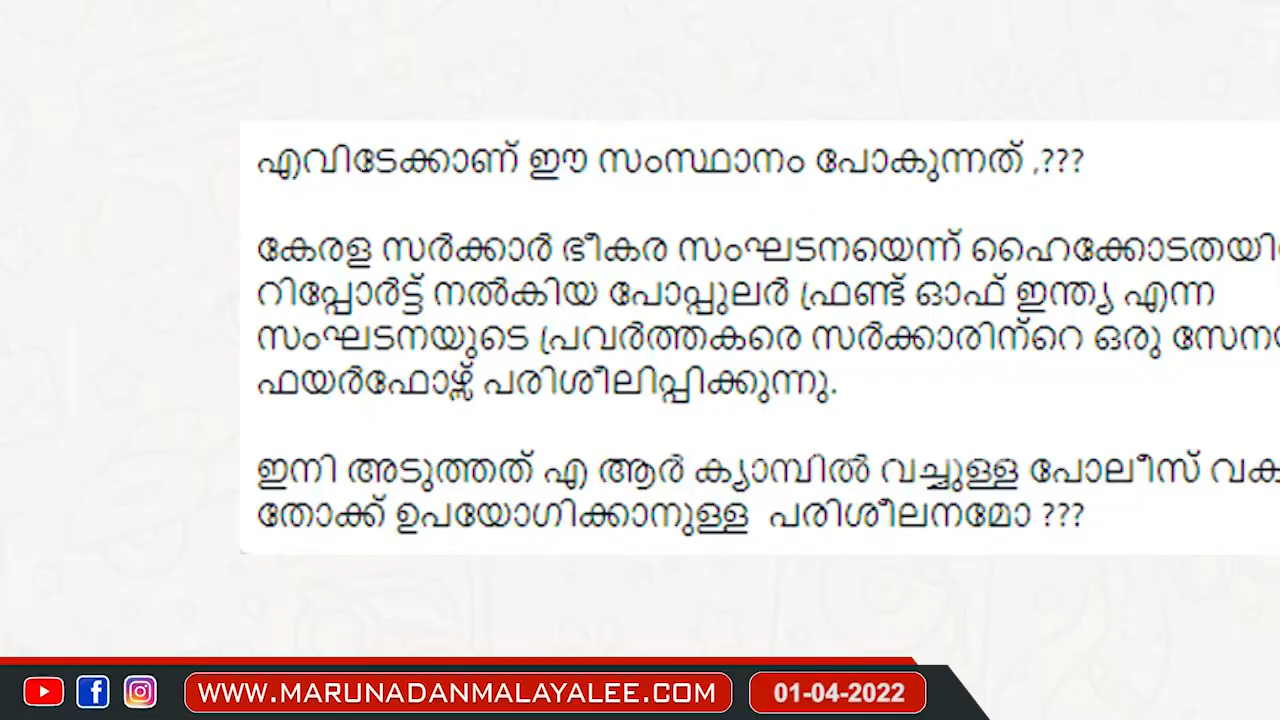 എവിടേക്കാണ് ഈ സംസ്ഥാനം പോകുന്നത് ,???
കേരള സർക്കാർ ഭീകര സംഘടനയെന്ന് ഹൈക്കോടതയി
റിപ്പോർട്ട് നൽകിയ പോപ്പുലർ ഫ്രണ്ട് ഓഫ് ഇന്ത്യ എന്ന
സംഘടനയുടെ പ്രവർത്തകരെ സർക്കാരിന്റെ ഒരു
ഫയർഫോഴ്സ് പരിശീലിപ്പിക്കുന്നു.
ഇനി അടുത്തത് എ ആർ ക്യാമ്പിൽ വച്ചുള്ള പോലീസ്
തോക്ക് ഉപയോഗിക്കാനുള്ള പരിശീലനമോ ???
WWW.MARUNADANMALAYALEE.COM
01-04-2022